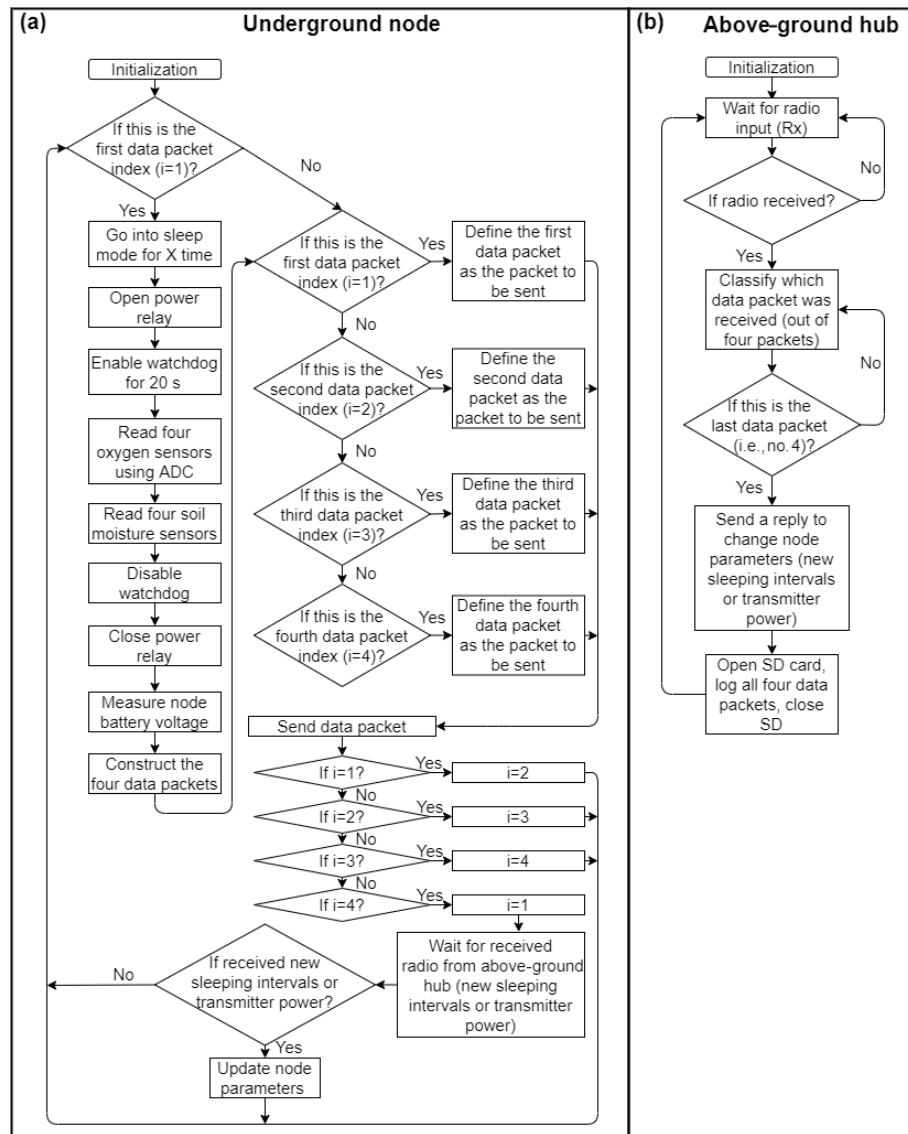 (a)
Underground node
Initialization
If this is the
first data packet
index (i=1)?
No
Yes
Go into sleep
mode for X time
Open power
relay
Enable watchdog
for 20 s
Read four
oxygen sensors
using ADC
Read four soil
moisture sensors
Disable
watchdog
Close power
relay
Measure node
battery voltage
Construct the
four data packets
If this is the
first data packet
index (i=1)?
Yes
Define the first
data packet
as the packet to
be sent
No
If this is the
second data packet
index (i=2)?
Yes
Define the
second data
packet as the
packet to be sent
No
If this is the
third data packet
index (i=3)?
Yes
Define the third
data packet
as the packet to
be sent
No
If this is the
fourth data packet
index (i=4)?
Yes
Define the fourth
data packet
as the packet to
be sent
Send data packet
If i=1?
Yes
i=2
No
If i=2?
Yes
i=3
No
If i=3?
Yes
i=4
No
If i=4?
Yes
i=1
Wait for received
radio from above-ground
hub (new sleeping
intervals or transmitter
power)
If received new
sleeping intervals or
transmitter power?
No
Yes
Update node
parameters
(b)
Above-ground hub
Initialization
Wait for radio
input (Rx)
No
If radio received?
Yes
Classify which
data packet was
received (out of
four packets)
No
If this is the
last data packet
(i.e., no. 4)?
Yes
Send a reply to
change node
parameters (new
sleeping intervals
or transmitter
power)
Open SD card,
log all four data
packets, close
SD